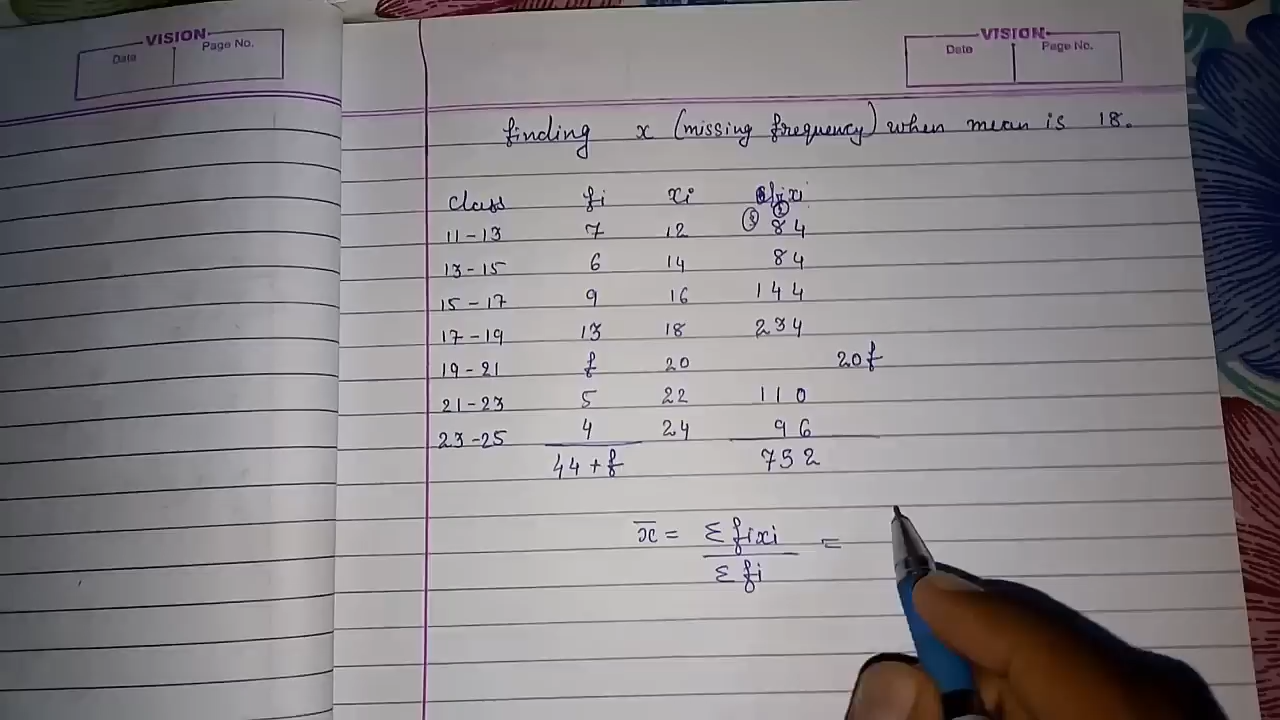 VISION
Date Page No.
VISION
Date Page No.
finding x (missing frequency) when mean is 18.
class fi xi fixi
11-13 7 12 84
13-15 6 14 84
15-17 9 16 144
17-19 13 18 234
19-21 f 20 20f
21-23 5 22 110
23-25 4 24 96
44+f 752
x̄ = Σfixi =
Σfi